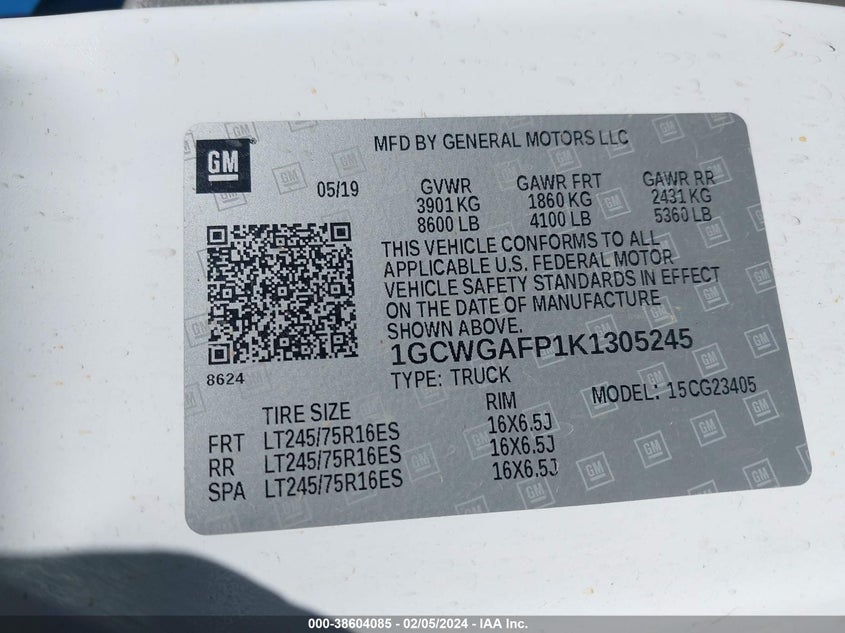 GM
MFD BY GENERAL MOTORS LLC
05/19
GVWR GAWR FRT GAWR RR
3901 KG 1860 KG 2431 KG
8600 LB 4100 LB 5360 LB
THIS VEHICLE CONFORMS TO ALL
APPLICABLE U.S. FEDERAL MOTOR
VEHICLE SAFETY STANDARDS IN EFFECT
ON THE DATE OF MANUFACTURE
SHOWN ABOVE.
1GCWGAFP1K1305245
8624
TYPE: TRUCK
MODEL: 15CG23405
TIRE SIZE RIM
FRT LT245/75R16ES 16X6.5J
RR LT245/75R16ES 16X6.5J
SPA LT245/75R16ES 16X6.5J
000-38604085 - 02/05/2024 - IAA Inc.